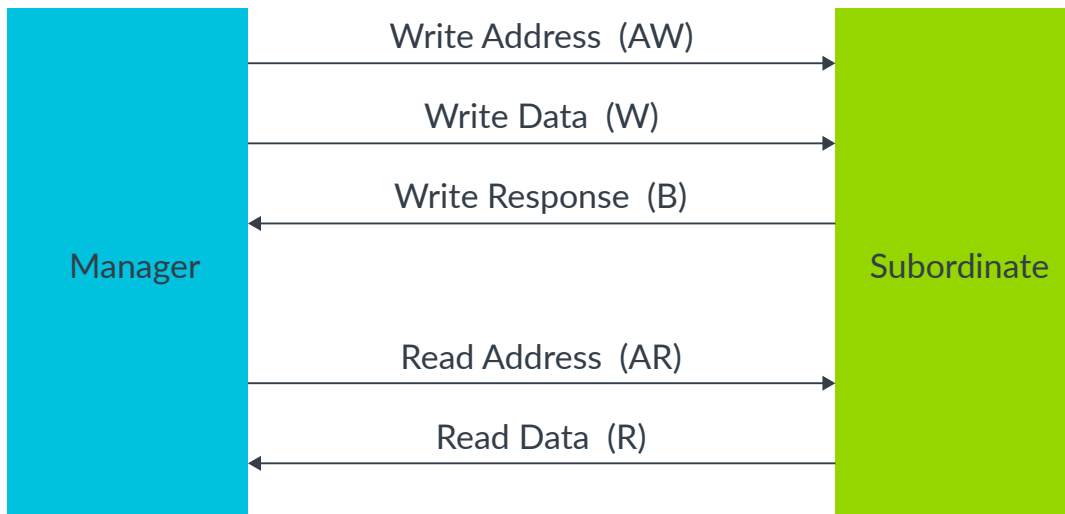 Write Address (AW)
Write Data (W)
Write Response (B)
Manager
Subordinate
Read Address (AR)
Read Data (R)